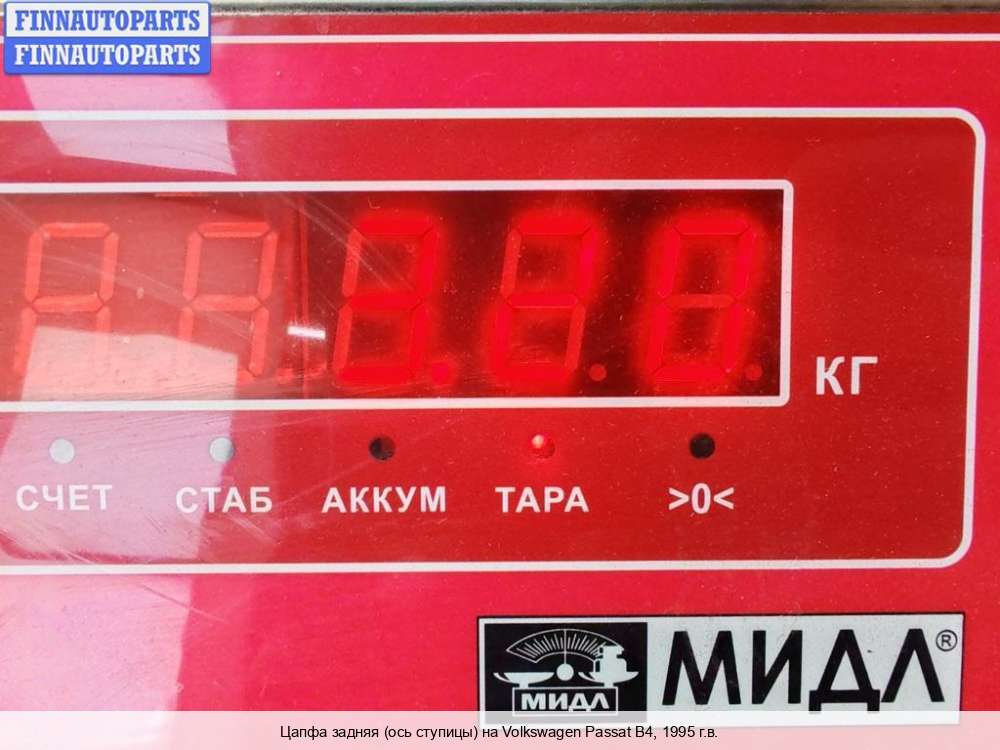 FINNAUTOPARTS
FINNAUTOPARTS
КГ
СЧЕТ СТАБ АККУМ ТАРА >0<
МИДЛ МИДЛ®
Цапфа задняя (ось ступицы) на Volkswagen Passat B4, 1995 г.в.